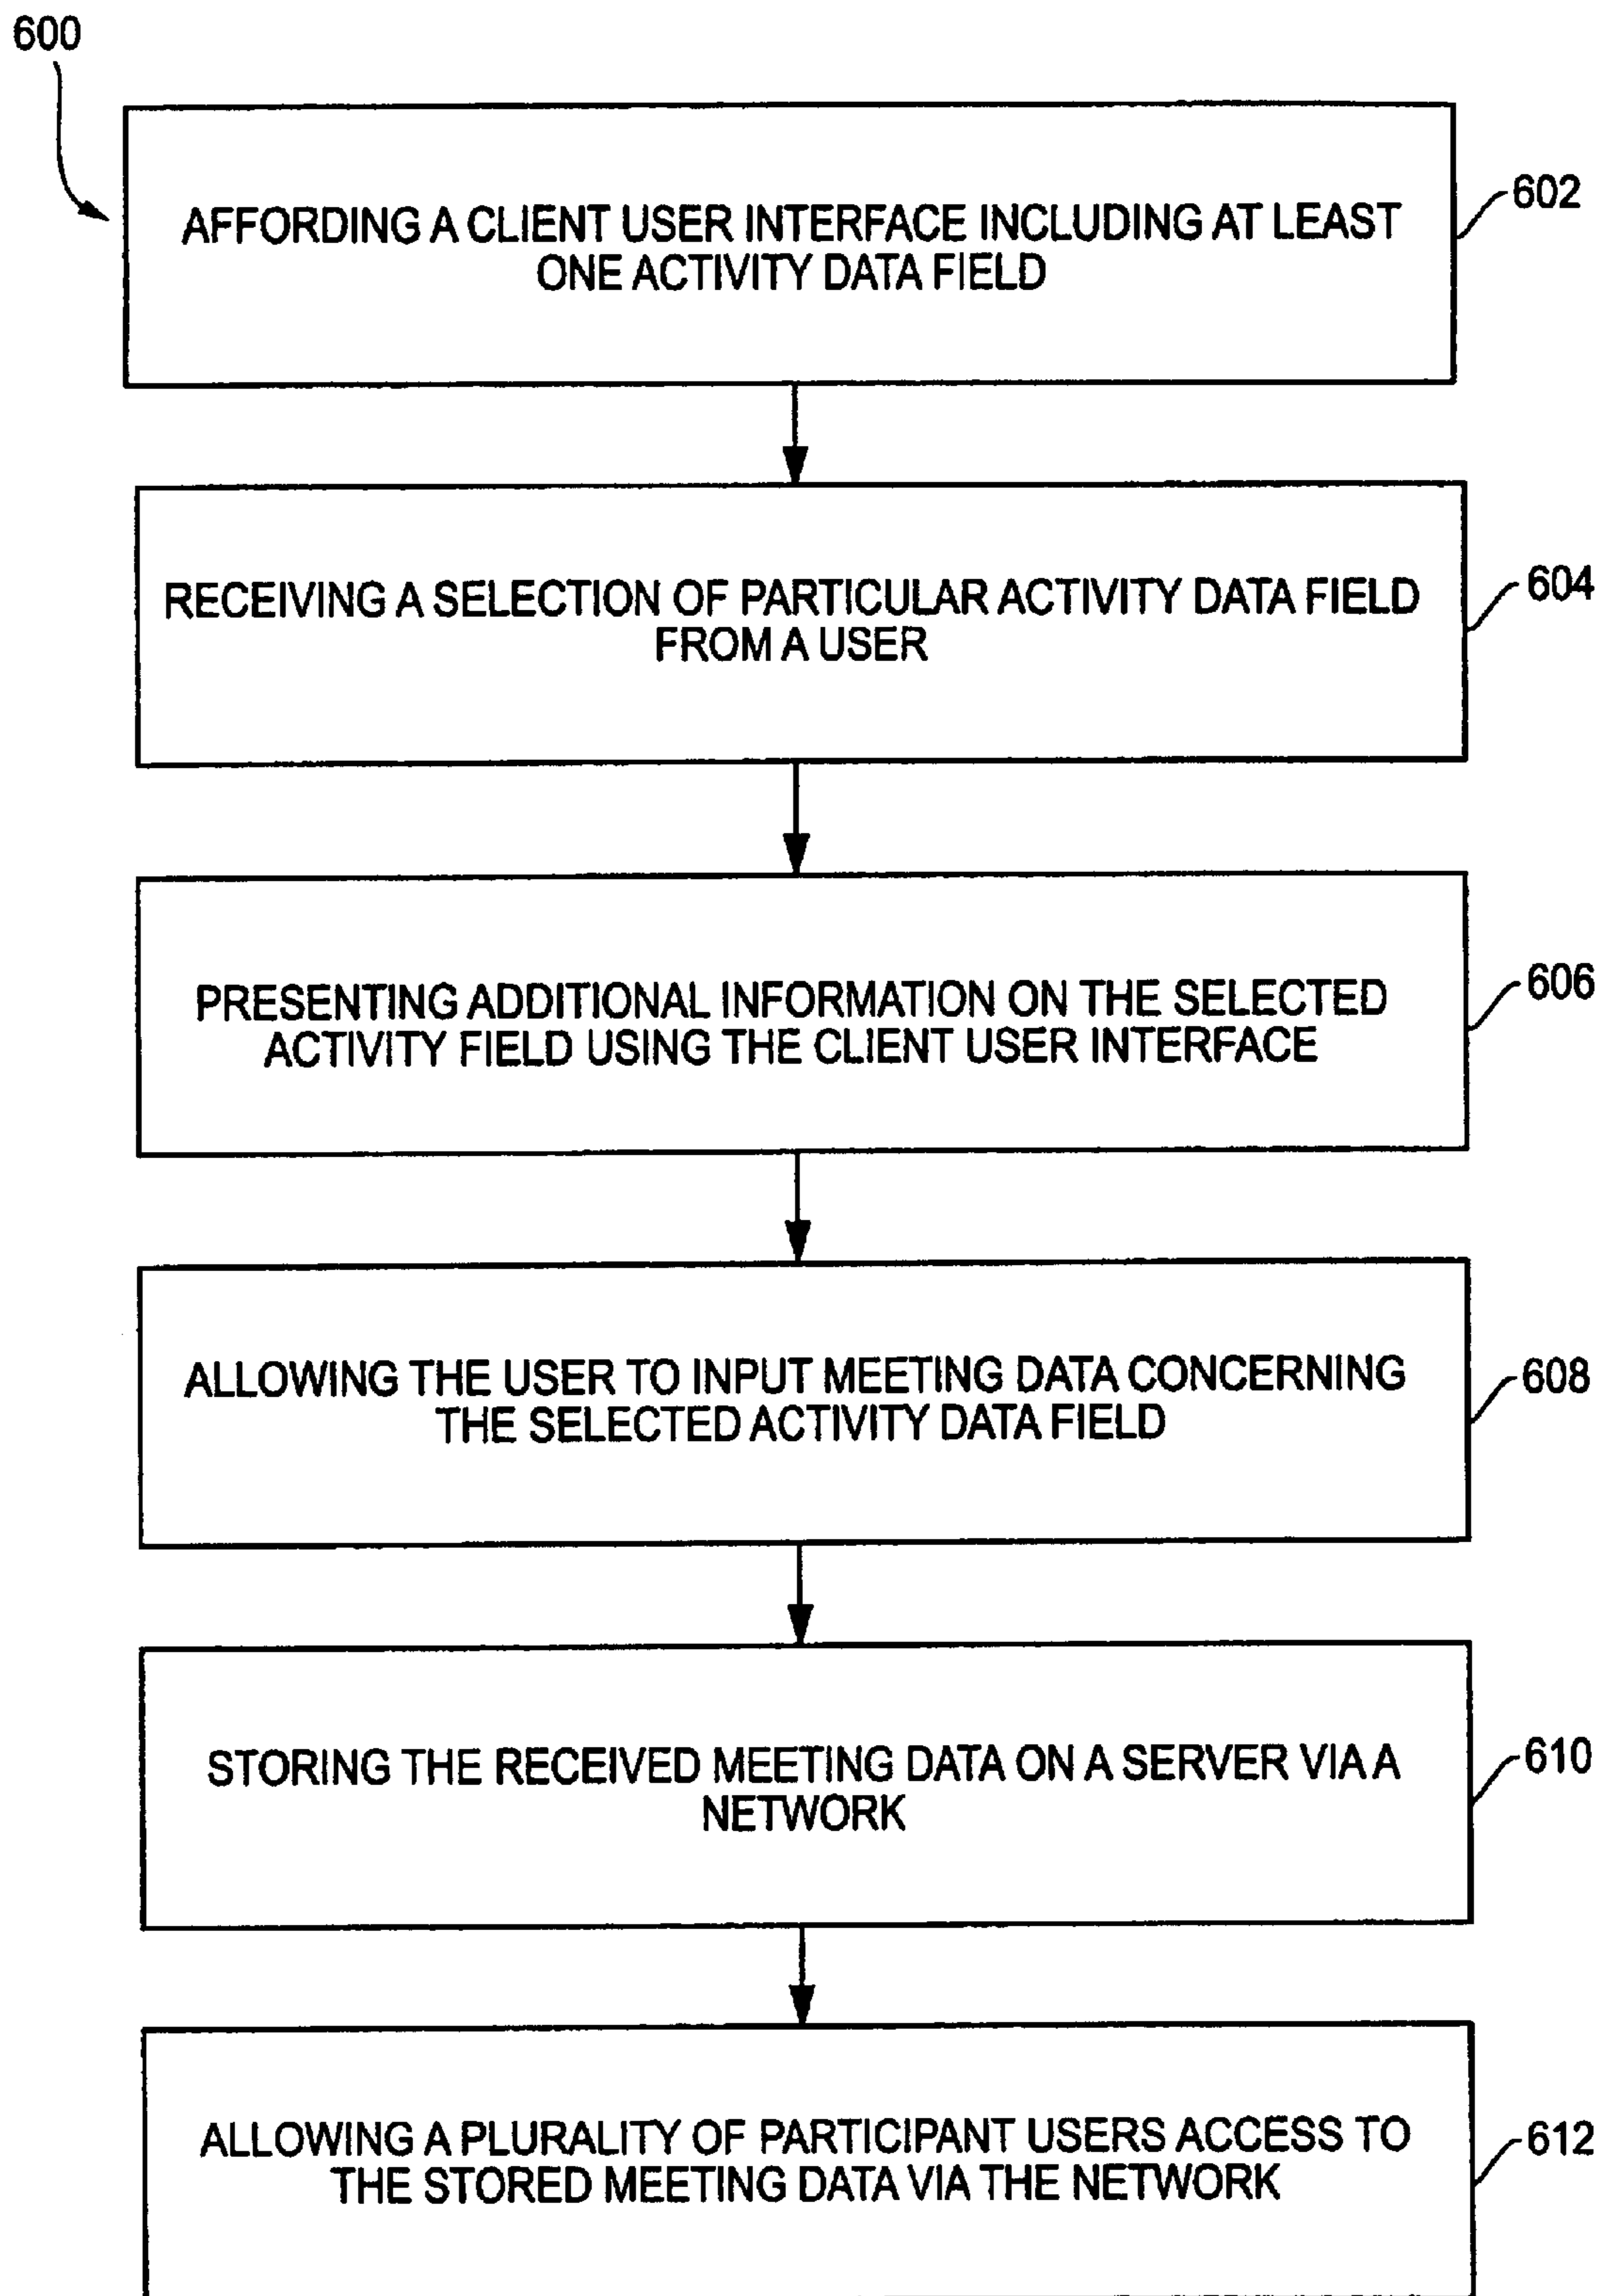 600
AFFORDING A CLIENT USER INTERFACE INCLUDING AT LEAST
ONE ACTIVITY DATA FIELD
602
RECEIVING A SELECTION OF PARTICULAR ACTIVITY DATA FIELD
FROM A USER
604
PRESENTING ADDITIONAL INFORMATION ON THE SELECTED
ACTIVITY FIELD USING THE CLIENT USER INTERFACE
606
ALLOWING THE USER TO INPUT MEETING DATA CONCERNING
THE SELECTED ACTIVITY DATA FIELD
608
STORING THE RECEIVED MEETING DATA ON A SERVER VIA A
NETWORK
610
ALLOWING A PLURALITY OF PARTICIPANT USERS ACCESS TO
THE STORED MEETING DATA VIA THE NETWORK
612